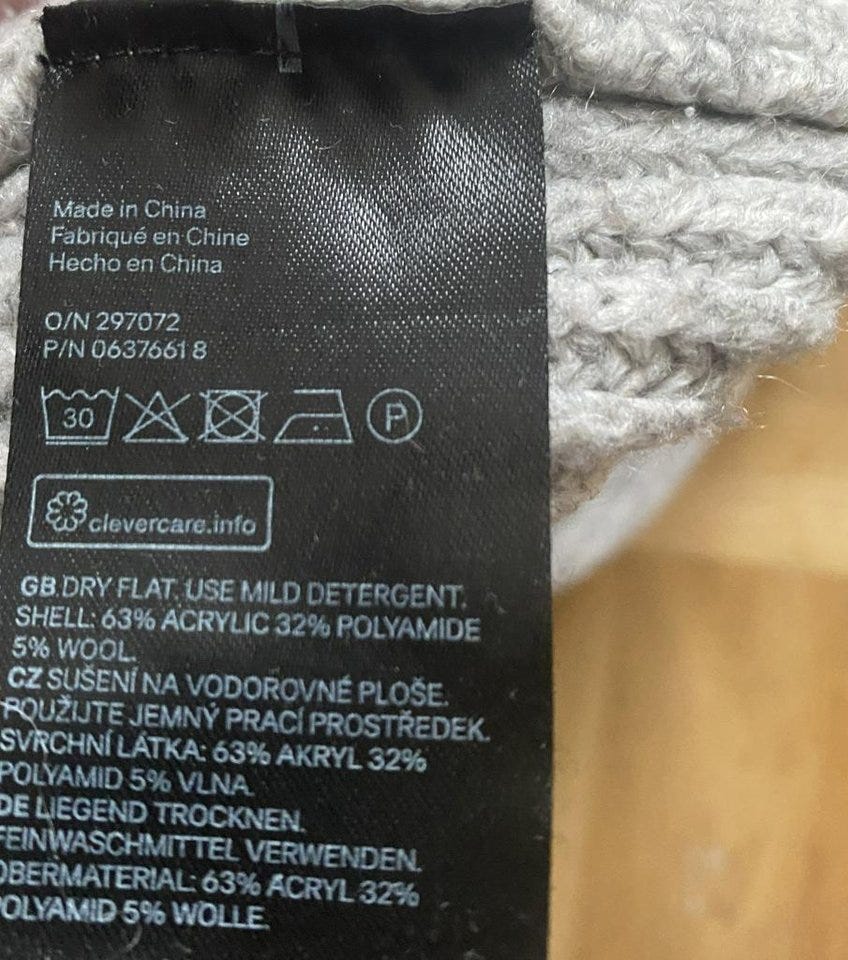 Made in China
Fabriqué en Chine
Hecho en China
O/N 297072
P/N 0637661 8
30
P
clevercare.info
GB DRY FLAT. USE MILD DETERGENT.
SHELL: 63% ACRYLIC 32% POLYAMIDE
5% WOOL.
CZ SUŠENÍ NA VODOROVNÉ PLOŠE.
POUŽIJTE JEMNÝ PRACÍ PROSTŘEDEK.
SVRCHNÍ LÁTKA: 63% AKRYL 32%
POLYAMID 5% VLNA.
DE LIEGEND TROCKNEN.
FEINWASCHMITTEL VERWENDEN.
OBERMATERIAL: 63% ACRYL 32%
POLYAMID 5% WOLLE.